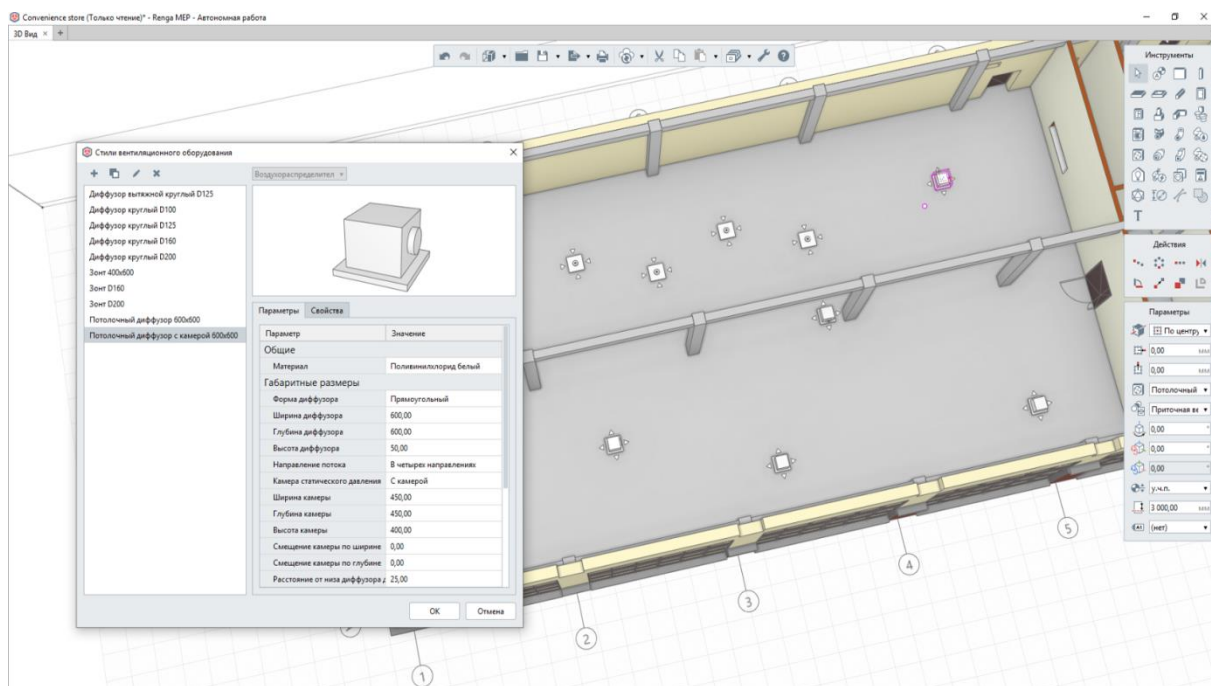 Convenience store (Только чтение)* - Renga MEP - Автономная работа
3D Вид × +
Инструменты
T
Действия
Параметры
По центру
0,00 мм
0,00 мм
Потолочный
Приточная ве
0,00 °
0,00 °
0,00 °
у.ч.п.
3 000,00 мм
(нет)
Стили вентиляционного оборудования
Воздухораспределител
Диффузор вытяжной круглый D125
Диффузор круглый D100
Диффузор круглый D125
Диффузор круглый D160
Диффузор круглый D200
Зонт 400x600
Зонт D160
Зонт D200
Потолочный диффузор 600x600
Потолочный диффузор с камерой 600x600
Параметры Свойства
Параметр Значение
Общие
Материал Поливинилхлорид белый
Габаритные размеры
Форма диффузора Прямоугольный
Ширина диффузора 600,00
Глубина диффузора 600,00
Высота диффузора 50,00
Направление потока В четырех направлениях
Камера статического давления С камерой
Ширина камеры 450,00
Глубина камеры 450,00
Высота камеры 400,00
Смещение камеры по ширине 0,00
Смещение камеры по глубине 0,00
Расстояние от низа диффузора д 25,00
ОК Отмена
1
2
3
4
5